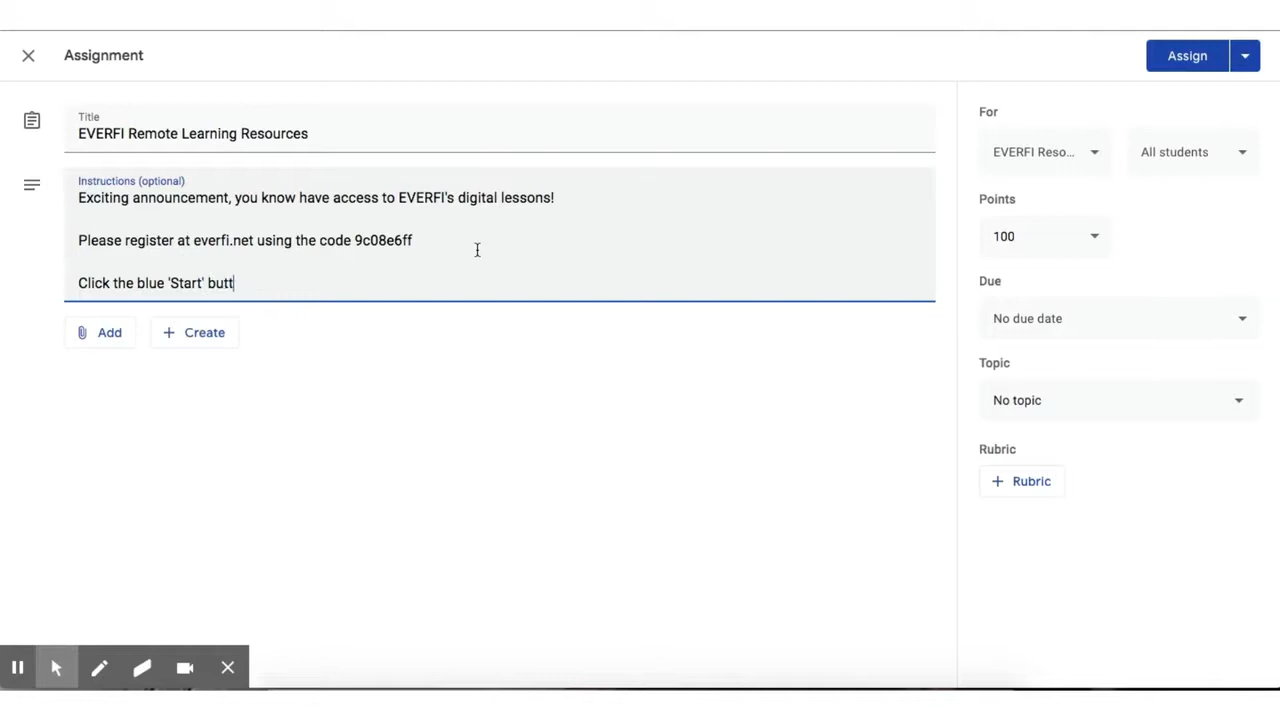 Assignment
Assign
Title
EVERFI Remote Learning Resources
Instructions (optional)
Exciting announcement, you know have access to EVERFI's digital lessons!
Please register at everfi.net using the code 9c08e6ff
Click the blue 'Start' butt
Add
Create
For
EVERFI Reso...
All students
Points
100
Due
No due date
Topic
No topic
Rubric
Rubric